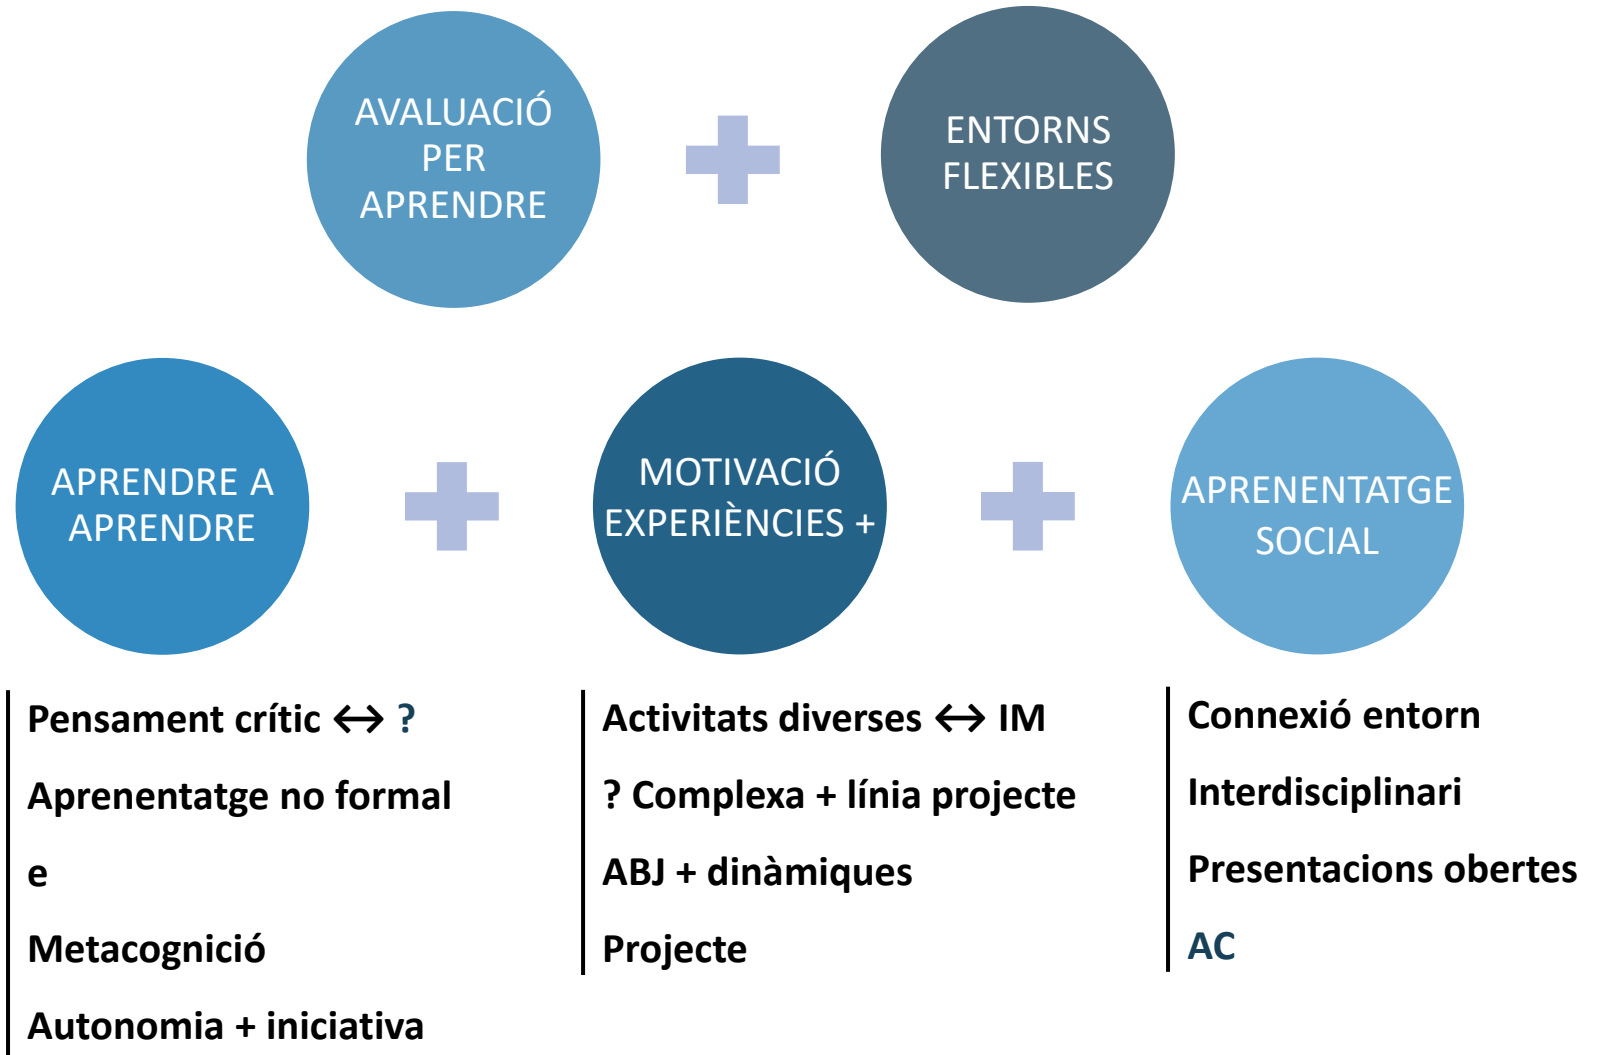 AVALUACIÓ
PER
APRENDRE
ENTORNS
FLEXIBLES
APRENDRE A
APRENDRE
MOTIVACIÓ
EXPERIÈNCIES +
APRENENTATGE
SOCIAL
Pensament crític ↔ ?
Aprenentatge no formal
e
Metacognició
Autonomia + iniciativa
Activitats diverses ↔ IM
? Complexa + línia projecte
ABJ + dinàmiques
Projecte
Connexió entorn
Interdisciplinari
Presentacions obertes
AC